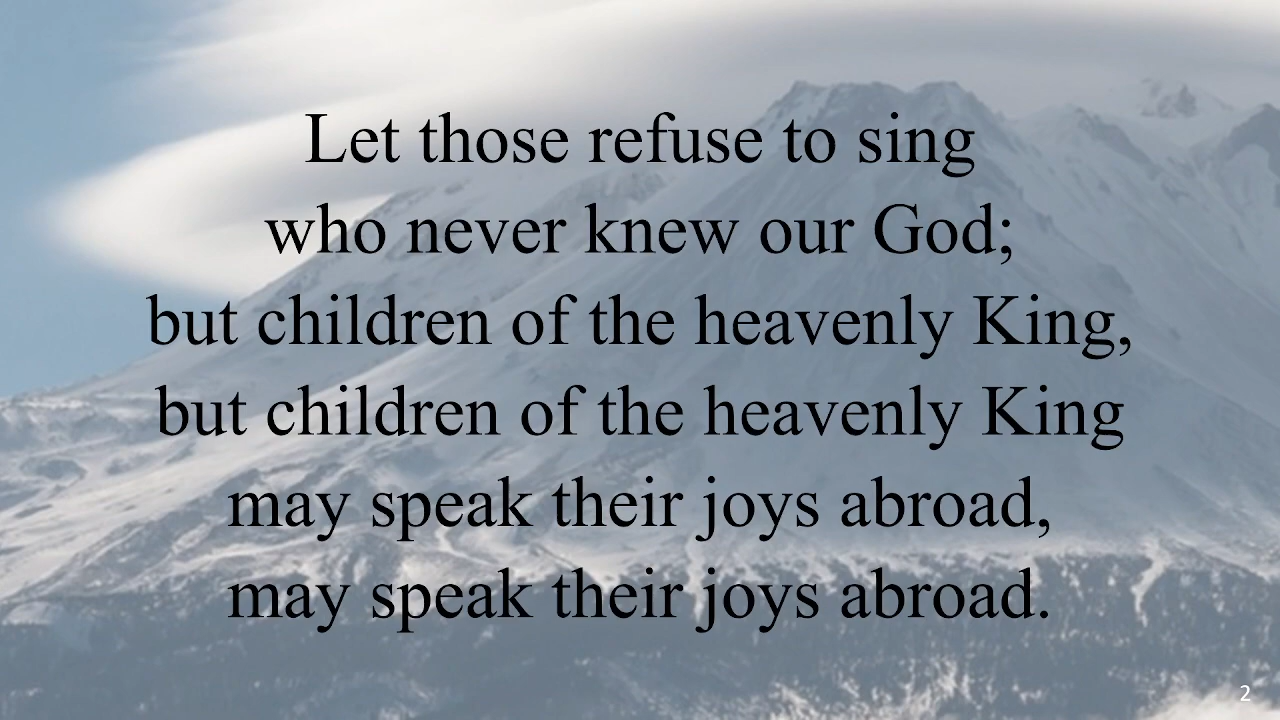 Let those refuse to sing
who never knew our God;
but children of the heavenly King,
but children of the heavenly King
may speak their joys abroad,
may speak their joys abroad.
2